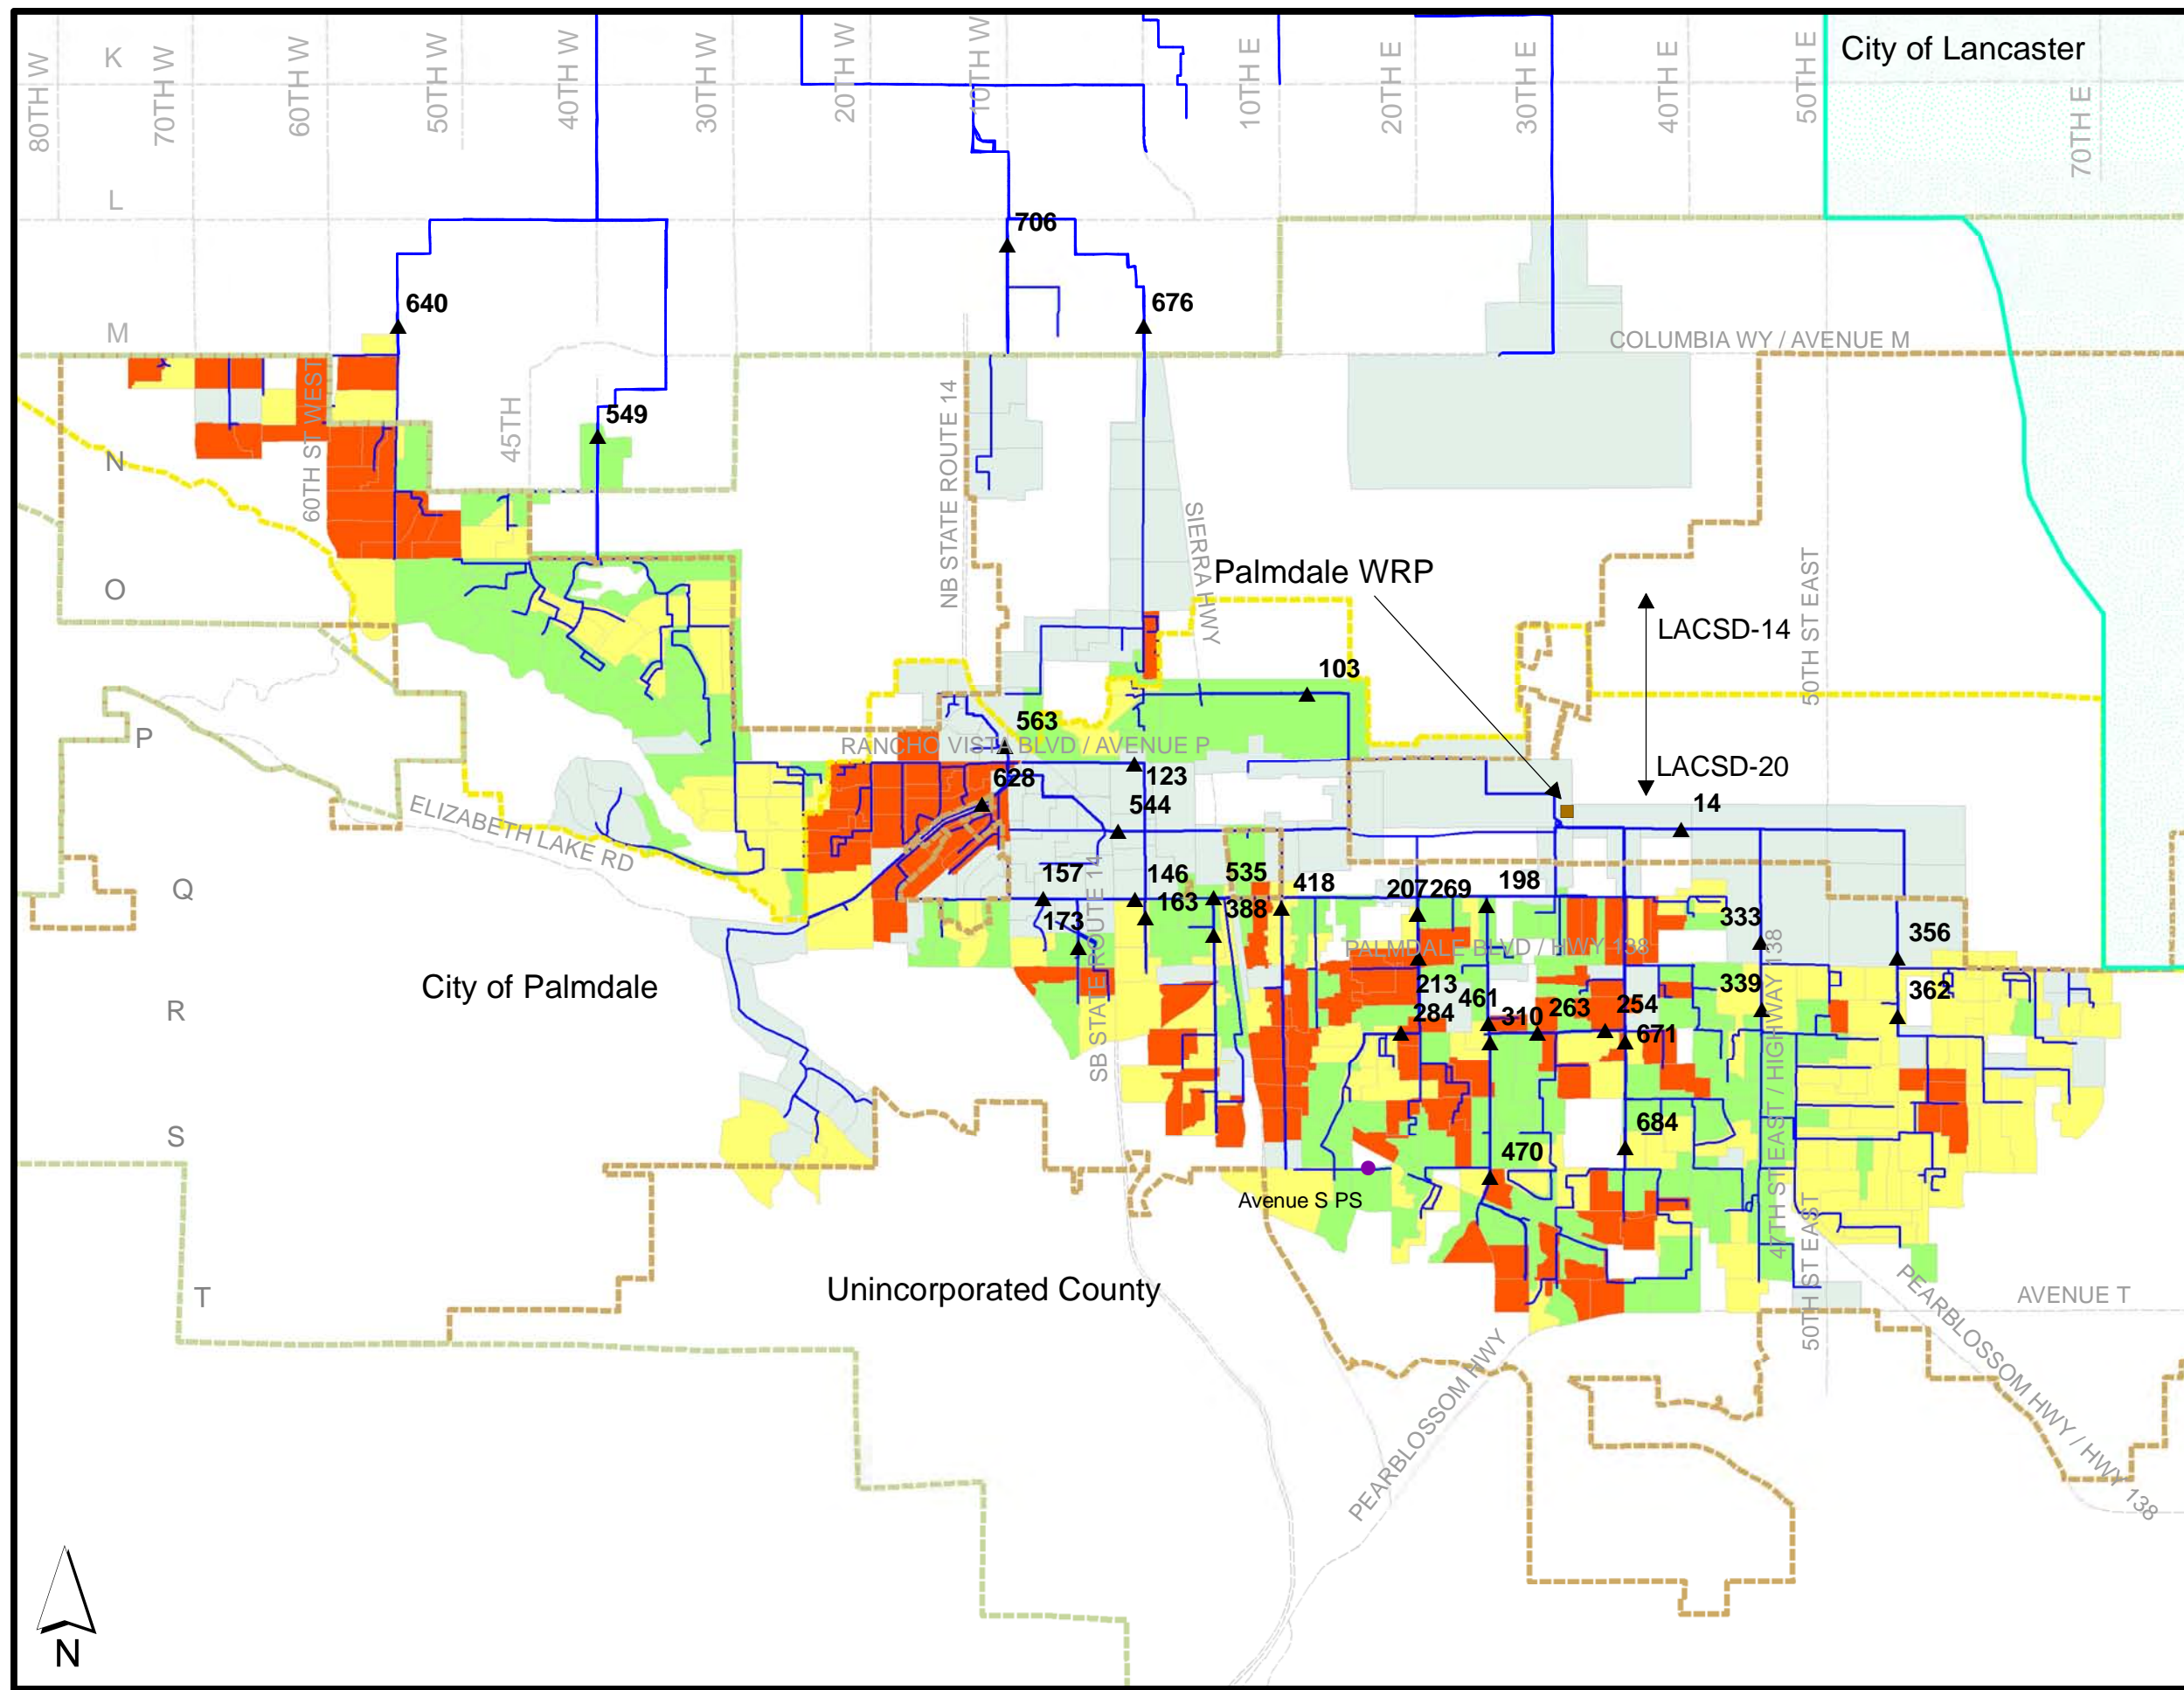 City of Lancaster
80TH W
70TH W
60TH W
50TH W
40TH W
30TH W
20TH W
10TH W
10TH E
20TH E
30TH E
40TH E
50TH E
70TH E
K
L
M
N
O
P
Q
R
S
T
706
640
676
COLUMBIA WY / AVENUE M
60TH ST WEST
45TH
549
NB STATE ROUTE 14
SIERRA HWY
Palmdale WRP
50TH ST EAST
LACSD-14
103
563
RANCHO VISTA BLVD / AVENUE P
628
123
544
LACSD-20
14
ELIZABETH LAKE RD
157
146
535
418
207
269
198
163
388
173
333
356
PALMDALE BLVD / HWY 138
SB STATE ROUTE 14
City of Palmdale
213
461
284
310
263
254
671
339
362
47TH ST EAST / HIGHWAY 138
684
470
Avenue S PS
50TH ST EAST
Unincorporated County
AVENUE T
PEARBLOSSOM HWY
PEARBLOSSOM HWY / HWY 138
N